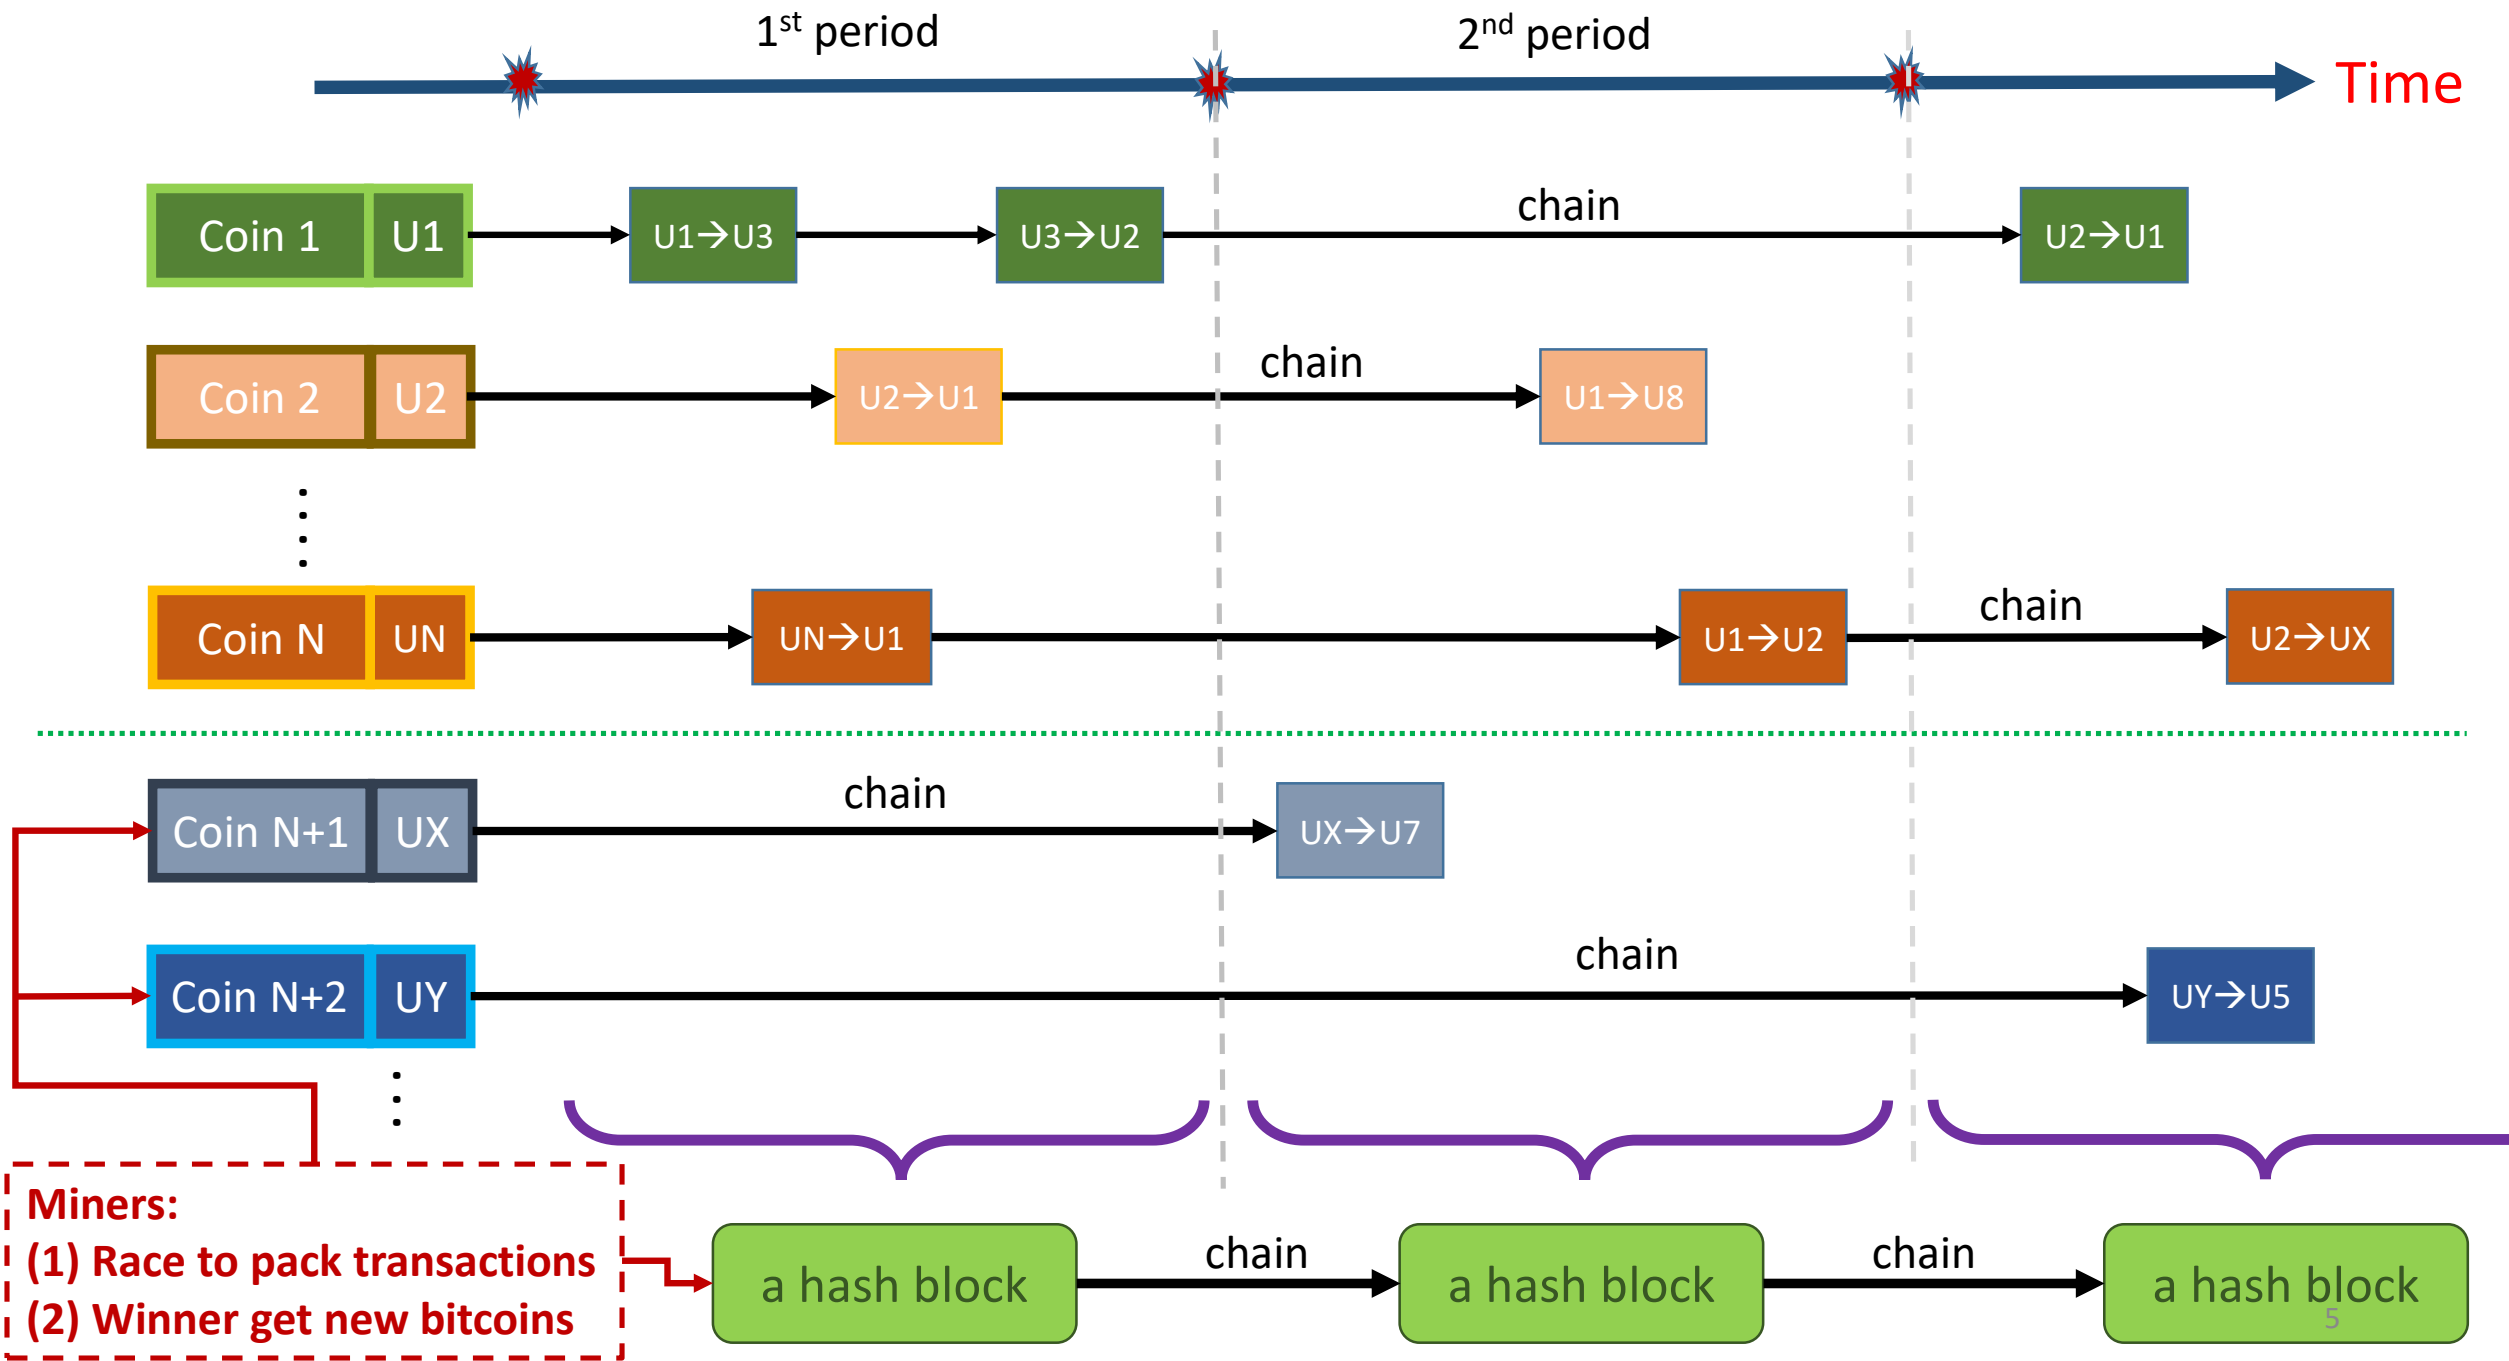 1st period
2nd period
Time
Coin 1 U1 U1→U3 U3→U2 chain U2→U1
Coin 2 U2 U2→U1 chain U1→U8
Coin N UN UN→U1 U1→U2 chain U2→UX
Coin N+1 UX chain UX→U7
Coin N+2 UY chain UY→U5
Miners:
(1) Race to pack transactions
(2) Winner get new bitcoins
a hash block chain a hash block chain a hash block
5